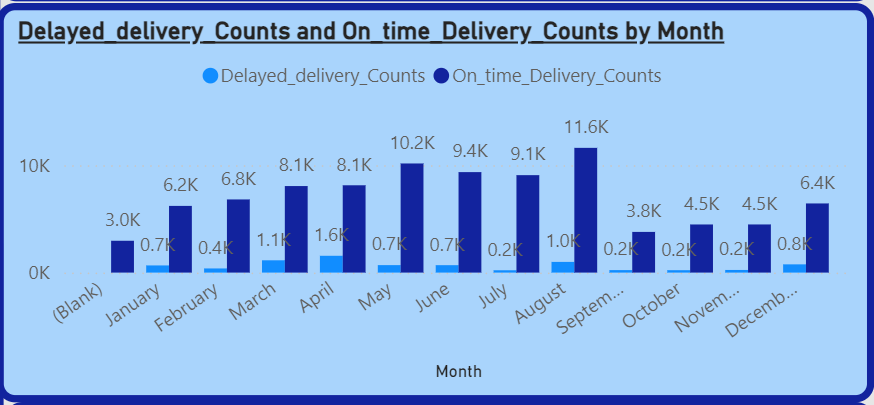 Delayed_delivery_Counts and On_time_Delivery_Counts by Month
Delayed_delivery_Counts On_time_Delivery_Counts
11.6K
10.2K
9.4K
9.1K
8.1K
8.1K
10K
6.8K
6.2K
6.4K
4.5K
4.5K
3.8K
3.0K
1.6K
1.1K
1.0K
0.7K
0.4K
0.7K
0.7K
0.2K
0.2K
0.2K
0.2K
0.8K
0K
(Blank)
January
February
March
April
May
June
July
August
Septem...
October
Novem...
Decemb...
Month